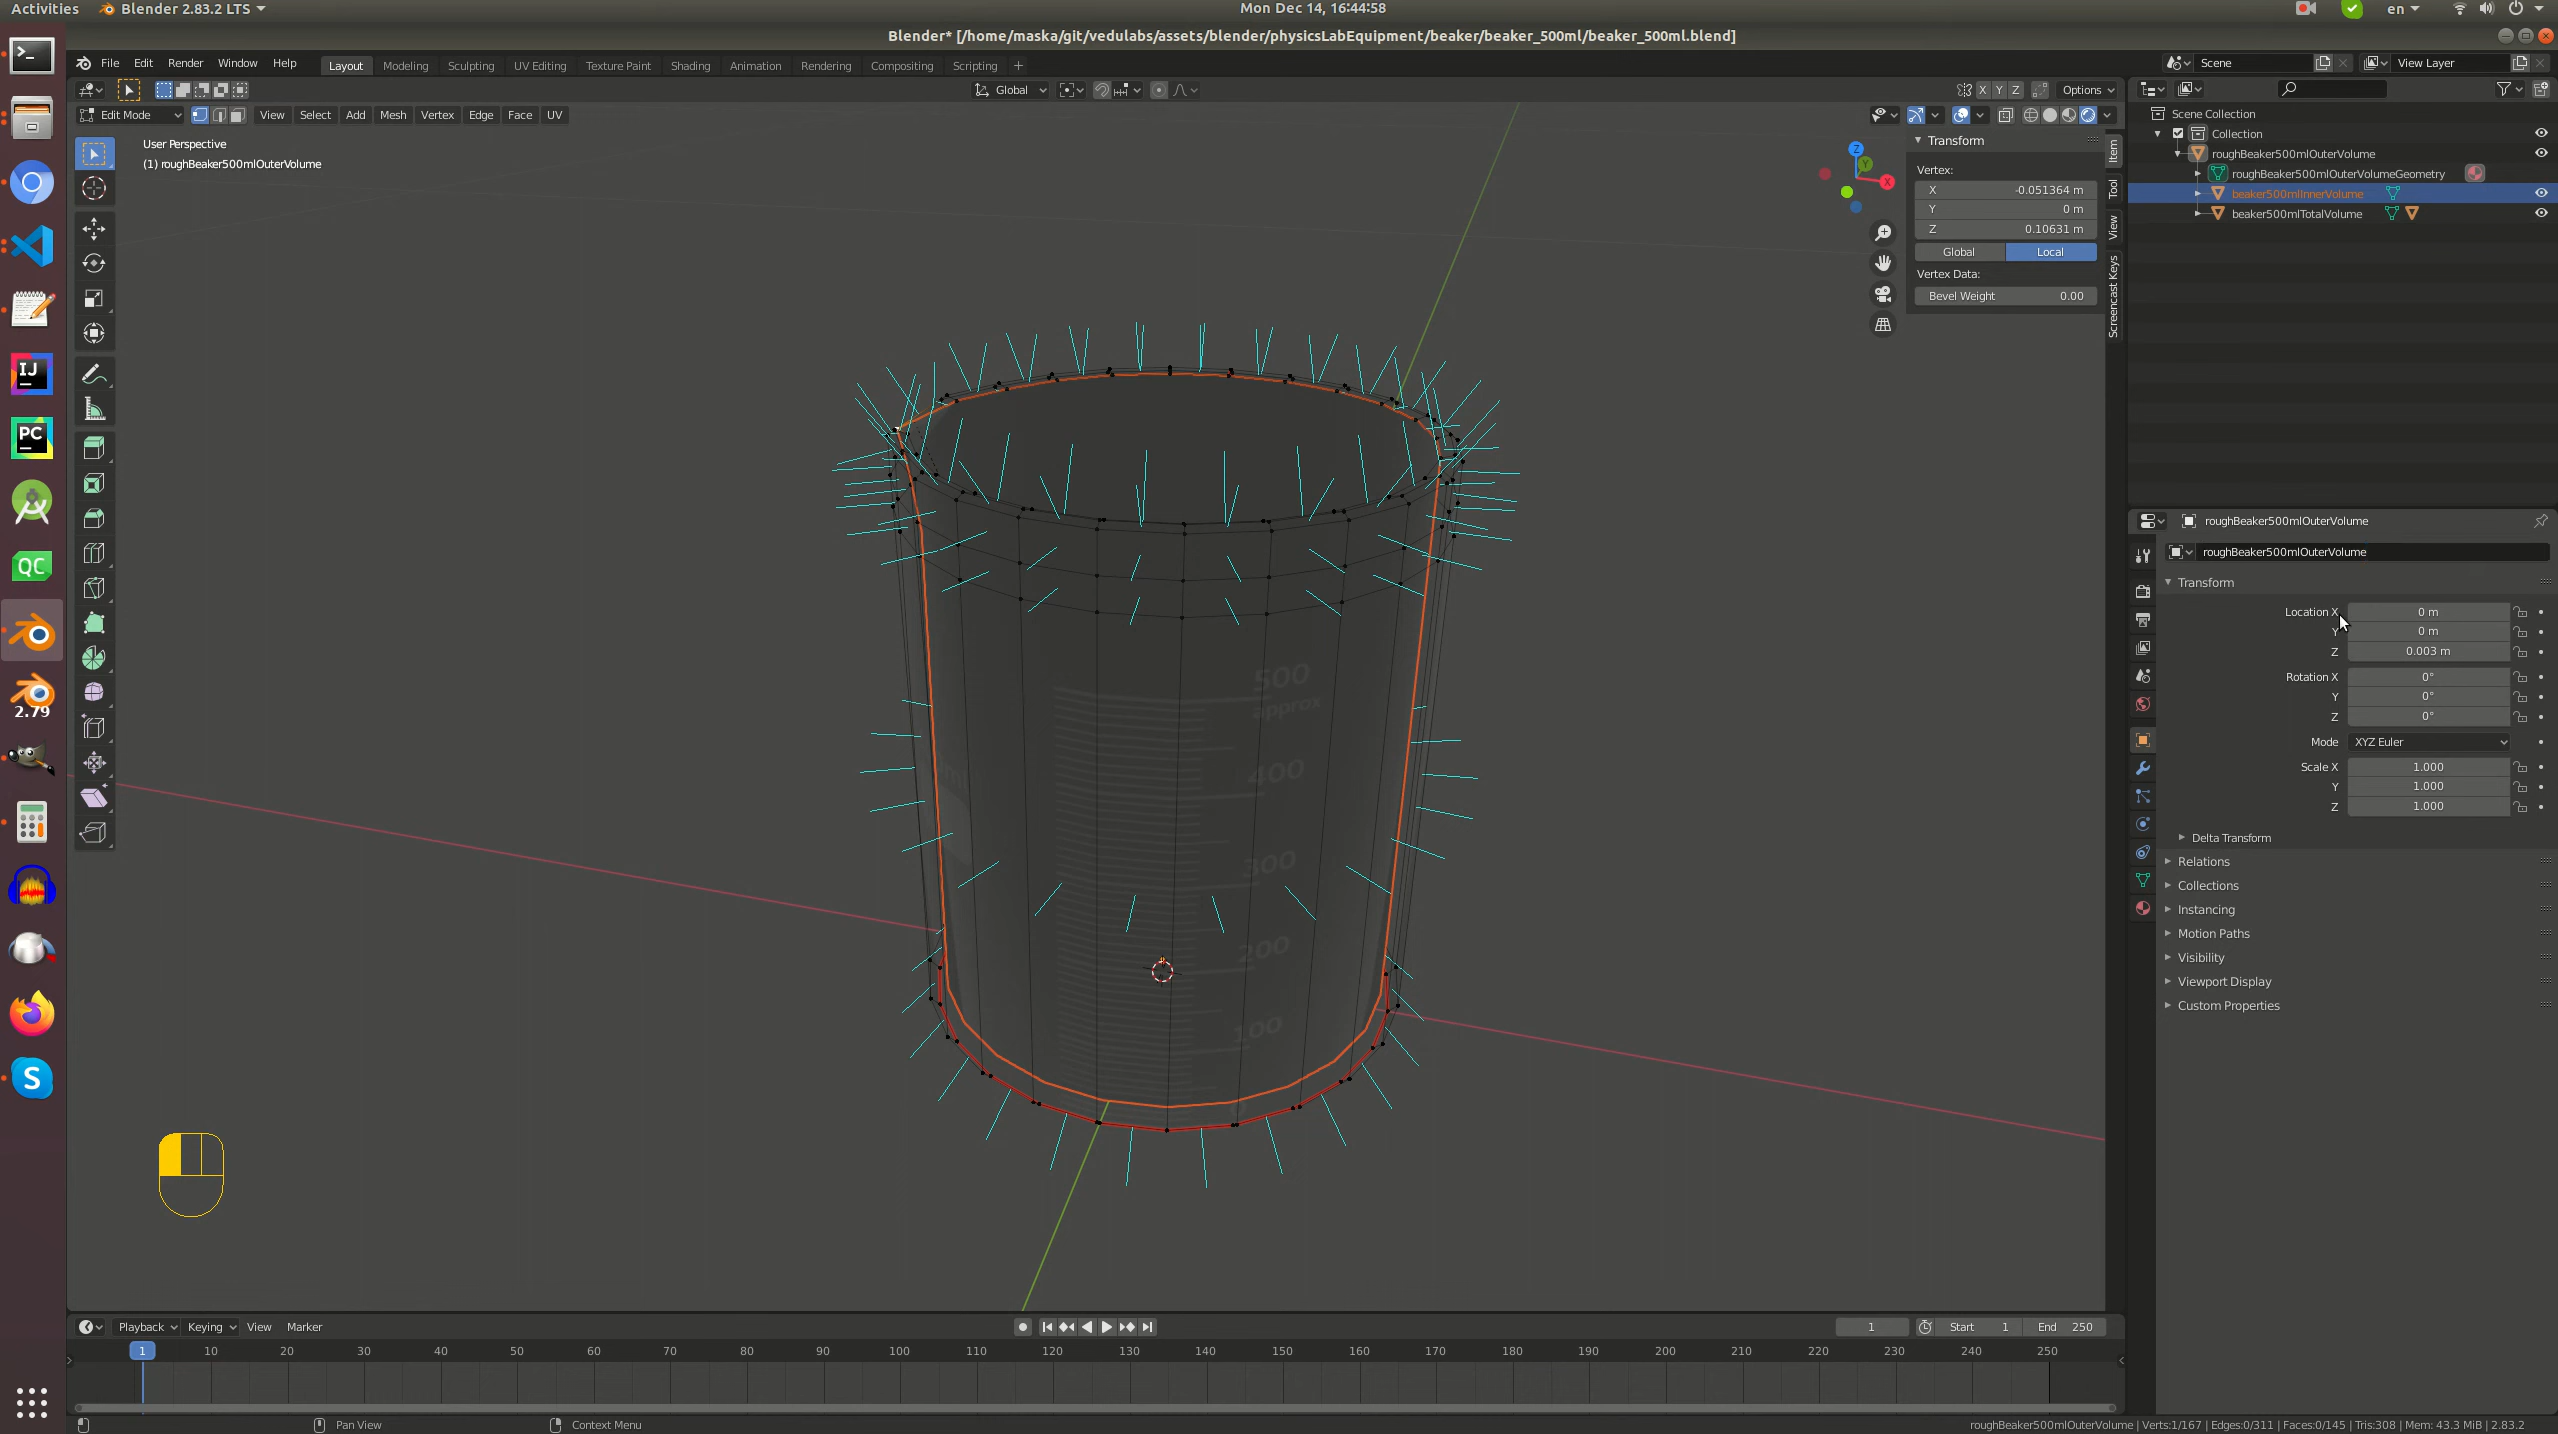 Activities
Blender 2.83.2 LTS
Mon Dec 14, 16:44:58
en
Blender* [/home/maska/git/vedulabs/assets/blender/physicsLabEquipment/beaker/beaker_500ml/beaker_500ml.blend]
File Edit Render Window Help
Layout Modeling Sculpting UV Editing Texture Paint Shading Animation Rendering Compositing Scripting +
Scene
View Layer
Global
X Y Z
Options
Edit Mode
View Select Add Mesh Vertex Edge Face UV
User Perspective
(1) roughBeaker500mlOuterVolume
Z
Y
X
Transform
Vertex:
X -0.051364 m
Y 0 m
Z 0.10631 m
Global Local
Vertex Data:
Bevel Weight 0.00
Item
Tool
View
Screencast Keys
Scene Collection
Collection
roughBeaker500mlOuterVolume
roughBeaker500mlOuterVolumeGeometry
beaker500mlInnerVolume
beaker500mlTotalVolume
roughBeaker500mlOuterVolume
roughBeaker500mlOuterVolume
Transform
Location X 0 m
Y 0 m
Z 0.003 m
Rotation X 0°
Y 0°
Z 0°
Mode XYZ Euler
Scale X 1.000
Y 1.000
Z 1.000
Delta Transform
Relations
Collections
Instancing
Motion Paths
Visibility
Viewport Display
Custom Properties
IJ
PC
QC
2.79
S
500
approx
400
300
200
100
Playback Keying View Marker
1
Start 1
End 250
1 10 20 30 40 50 60 70 80 90 100 110 120 130 140 150 160 170 180 190 200 210 220 230 240 250
Pan View
Context Menu
roughBeaker500mlOuterVolume | Verts:1/167 | Edges:0/311 | Faces:0/145 | Tris:308 | Mem: 43.3 MiB | 2.83.2